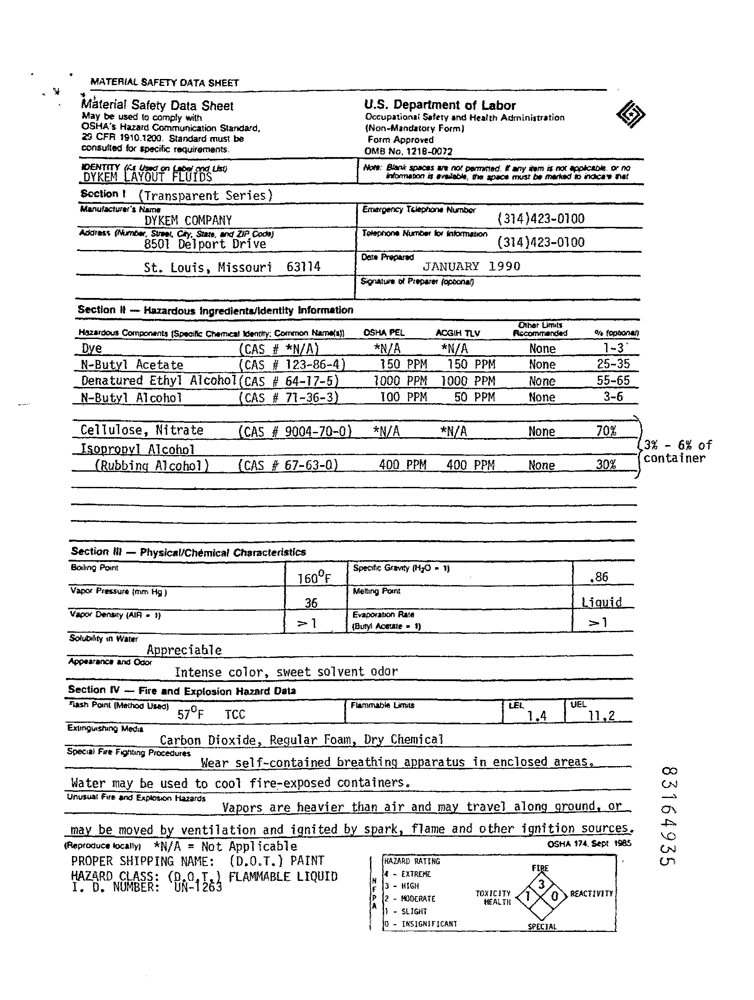 MATERIAL SAFETY DATA SHEET
Material Safety Data Sheet
May be used to comply with
OSHA's Hazard Communication Standard,
29 CFR 1910.1200. Standard must be
consulted for specific requirements.
U.S. Department of Labor
Occupational Safety and Health Administration
(Non-Mandatory Form)
Form Approved
OMB No. 1218-0072
IDENTITY (As Used on Label and List)
DYKEM LAYOUT FLUIDS
Note: Blank spaces are not permitted. If any item is not applicable, or no
information is available, the space must be marked to indicate that
Section I (Transparent Series)
Manufacturer's Name
DYKEM COMPANY
Emergency Telephone Number
(314)423-0100
Address (Number, Street, City, State, and ZIP Code)
8501 Delport Drive
Telephone Number for Information
(314)423-0100
St. Louis, Missouri 63114
Date Prepared
JANUARY 1990
Signature of Preparer (optional)
Section II — Hazardous Ingredients/Identity Information
Hazardous Components (Specific Chemical Identity; Common Name(s)) OSHA PEL ACGIH TLV Other Limits Recommended % (optional)
Dye (CAS # *N/A) *N/A *N/A None 1-3
N-Butyl Acetate (CAS # 123-86-4) 150 PPM 150 PPM None 25-35
Denatured Ethyl Alcohol (CAS # 64-17-5) 1000 PPM 1000 PPM None 55-65
N-Butyl Alcohol (CAS # 71-36-3) 100 PPM 50 PPM None 3-6
Cellulose, Nitrate (CAS # 9004-70-0) *N/A *N/A None 70%
Isopropyl Alcohol
(Rubbing Alcohol) (CAS # 67-63-0) 400 PPM 400 PPM None 30%
3% - 6% of
container
Section III — Physical/Chemical Characteristics
Boiling Point 160°F
Specific Gravity (H2O = 1) .86
Vapor Pressure (mm Hg.) 36
Melting Point Liquid
Vapor Density (AIR = 1) >1
Evaporation Rate
(Butyl Acetate = 1) >1
Solubility in Water
Appreciable
Appearance and Odor
Intense color, sweet solvent odor
Section IV — Fire and Explosion Hazard Data
Flash Point (Method Used) 57°F TCC
Flammable Limits
LEL 1.4
UEL 11.2
Extinguishing Media
Carbon Dioxide, Regular Foam, Dry Chemical
Special Fire Fighting Procedures
Wear self-contained breathing apparatus in enclosed areas.
Water may be used to cool fire-exposed containers.
Unusual Fire and Explosion Hazards
Vapors are heavier than air and may travel along ground, or
may be moved by ventilation and ignited by spark, flame and other ignition sources.
(Reproduce locally) *N/A = Not Applicable
OSHA 174, Sept. 1985
PROPER SHIPPING NAME: (D.O.T.) PAINT
HAZARD CLASS: (D.O.T.) FLAMMABLE LIQUID
I. D. NUMBER: UN-1263
NFPA
HAZARD RATING
4 - EXTREME
3 - HIGH
2 - MODERATE
1 - SLIGHT
0 - INSIGNIFICANT
FIRE
3
TOXICITY
HEALTH
1
0
REACTIVITY
SPECIAL
83164935